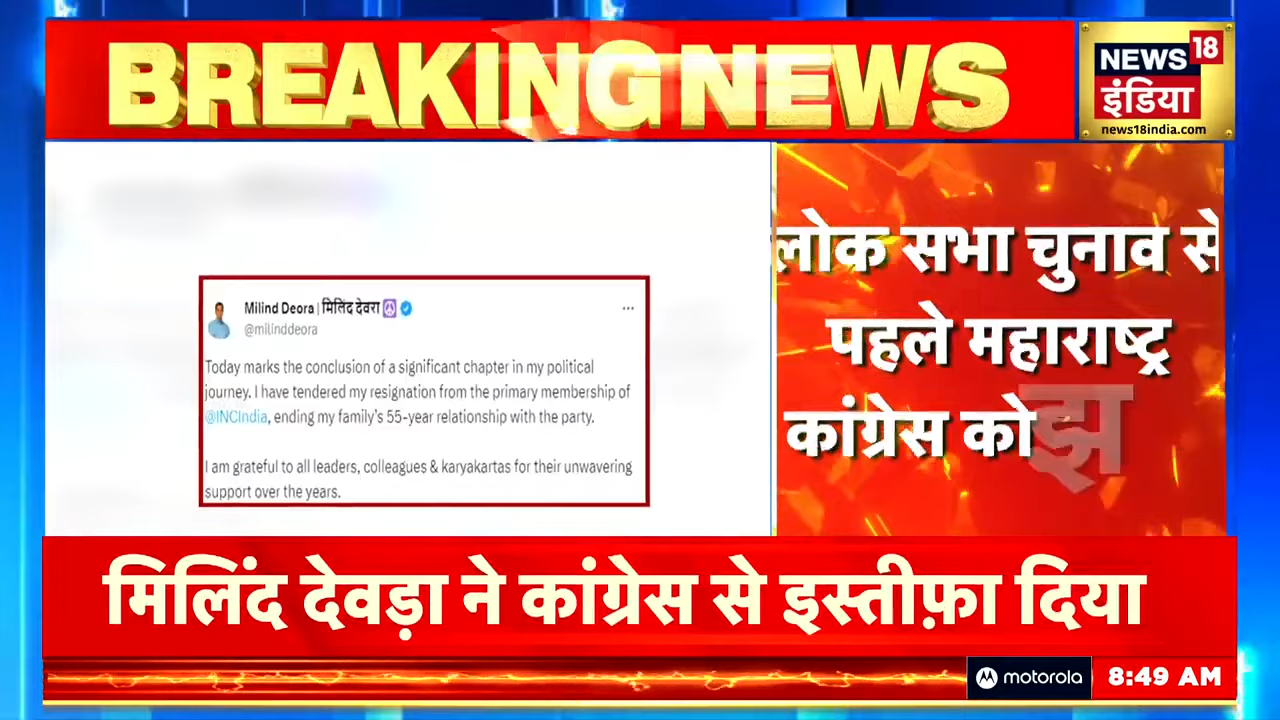 BREAKING NEWS
NEWS 18
इंडिया
news18india.com
Milind Deora | मिलिंद देवरा
@milinddeora
Today marks the conclusion of a significant chapter in my political
journey. I have tendered my resignation from the primary membership of
@INCIndia, ending my family's 55-year relationship with the party.
I am grateful to all leaders, colleagues & karyakartas for their unwavering
support over the years.
लोक सभा चुनाव से
पहले महाराष्ट्र
कांग्रेस को झ
मिलिंद देवड़ा ने कांग्रेस से इस्तीफ़ा दिया
motorola
8:49 AM